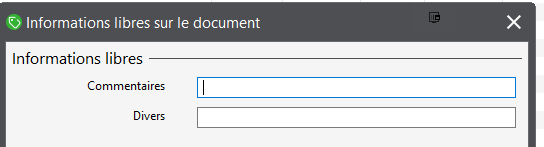 Informations libres sur le document
Informations libres
Commentaires
Divers